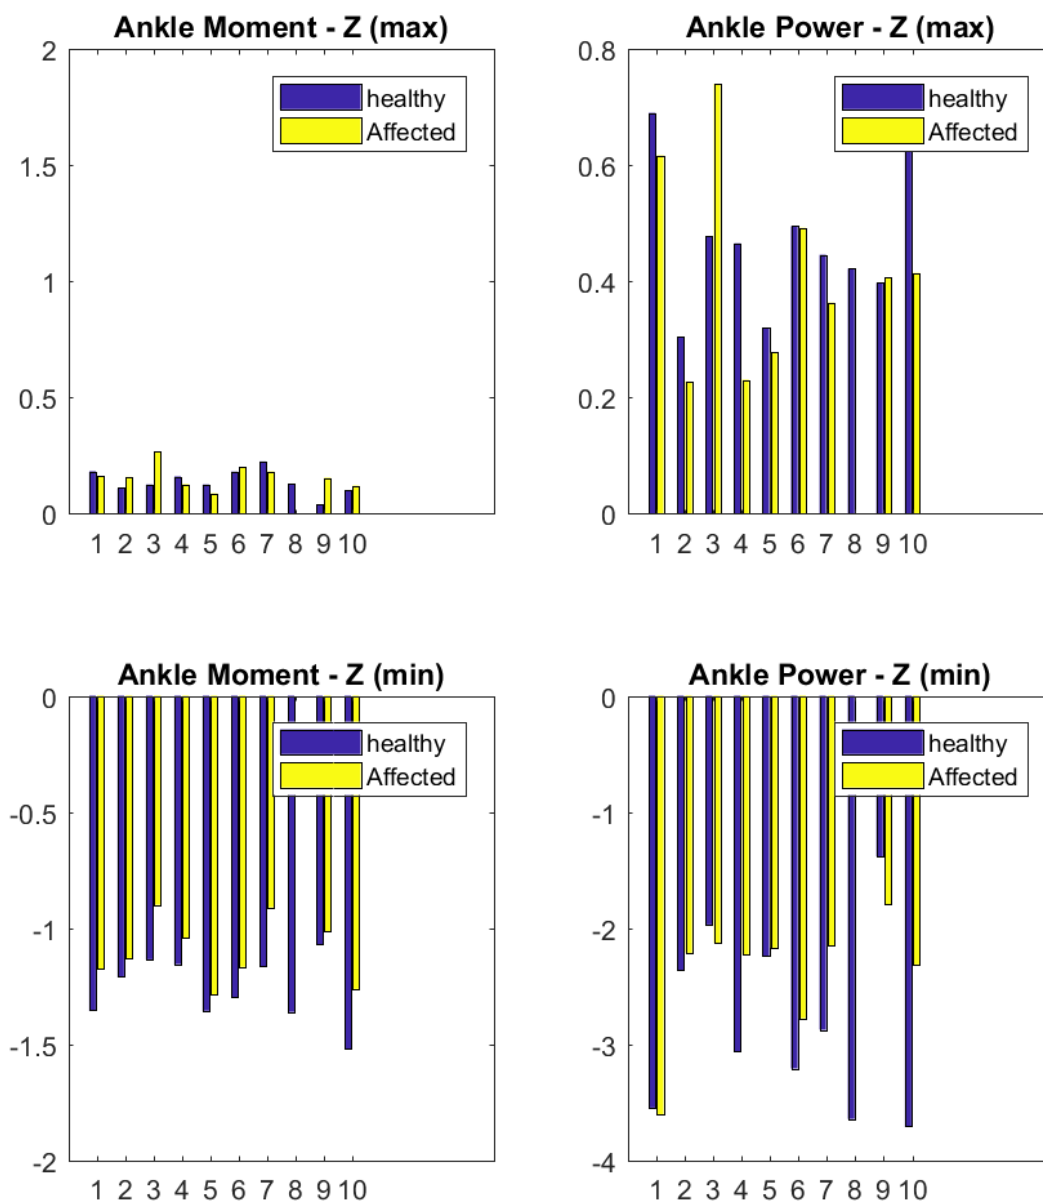 Ankle Moment - Z (max)
2
1.5
1
0.5
0
1 2 3 4 5 6 7 8 9 10
healthy
Affected
Ankle Power - Z (max)
0.8
0.6
0.4
0.2
0
1 2 3 4 5 6 7 8 9 10
healthy
Affected
Ankle Moment - Z (min)
0
-0.5
-1
-1.5
-2
1 2 3 4 5 6 7 8 9 10
healthy
Affected
Ankle Power - Z (min)
0
-1
-2
-3
-4
1 2 3 4 5 6 7 8 9 10
healthy
Affected